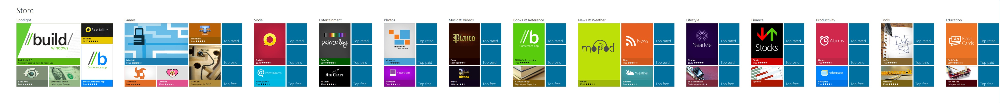 Store
Spotlight
//build/
windows
Built for BUILD
Check out apps we made to inspire you.
Socialite
Socialite
$8.00
//b
Conference app
BUILD Conference App
Free
5
5 in a Row
Free
Give debt a smack
Help for your finances
Games
Labyrinth
$8.00
Tube Rider
Free
FINISH
Game on!
Great games for BUILD
Tile Puzzle
Free
CheckM8
$8.00
Top rated
Top paid
Top free
Social
Socialite
$8.00
@Tweet@rama
Tweet@Rama
Free
Top rated
Top paid
Top free
Entertainment
paintplay
PaintPlay
$8.00
Air Craft
Air Craft
$8.00
Top rated
Top paid
Top free
Photos
memories
Your Life Book
Memories
Free
Picstream
Picstream
Free
Top rated
Top paid
Top free
Music & Videos
Piano
Piano
$8.00
Bitbox
BitBox
$8.00
Top rated
Top paid
Top free
Books & Reference
//b
Conference app
BUILD Conference App
Free
A virtual library
Right at your finger tips
Top rated
Top paid
Top free
News & Weather
mopod
moPod
$8.00
News
News
Free
Weather
Weather
Free
Top rated
Top paid
Top free
Lifestyle
NearMe
NearMe
$8.00
Be a fashionista
Find that perfect look
Top rated
Top paid
Top free
Finance
Stocks
Stocks
Free
Quicken
Top rated
Top paid
Top free
Productivity
Alarms
Alarms
Free
notespace
Notespace
Free
Top rated
Top paid
Top free
Tools
Ink
Pad
InkPad
Free
MeasureIt
$8.00
Top rated
Top paid
Top free
Education
Aa
Flash
Cards
FlashCards
$8.00
Fun-net-tics
Help your kids learn
Top rated
Top paid
Top free